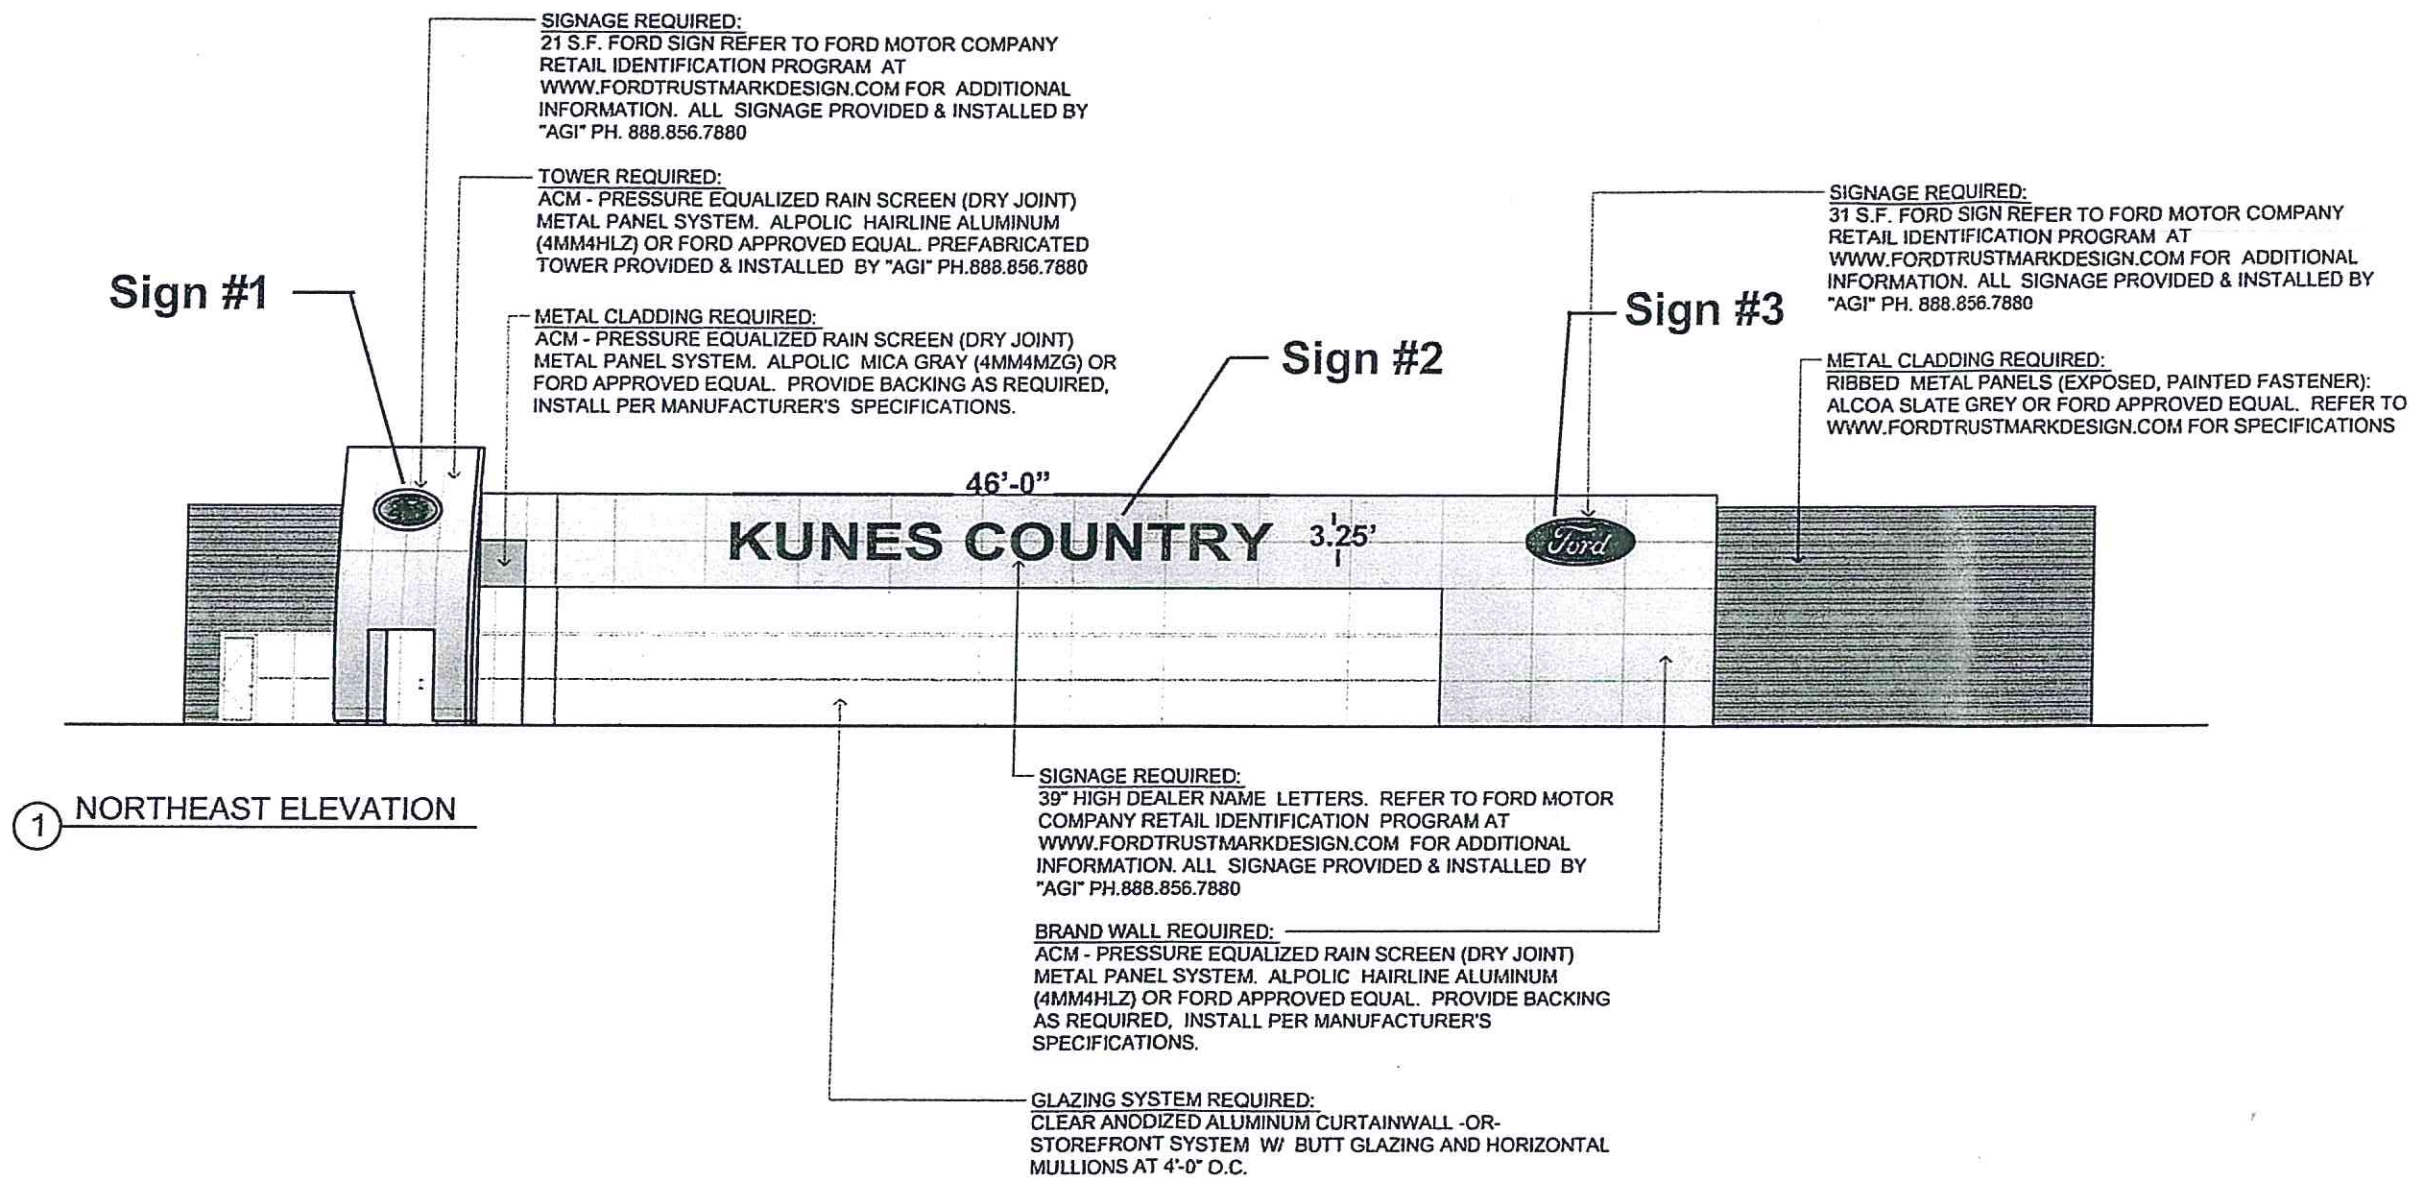 SIGNAGE REQUIRED:
21 S.F. FORD SIGN REFER TO FORD MOTOR COMPANY
RETAIL IDENTIFICATION PROGRAM AT
WWW.FORDTRUSTMARKDESIGN.COM FOR ADDITIONAL
INFORMATION. ALL SIGNAGE PROVIDED & INSTALLED BY
"AGI" PH. 888.856.7880
TOWER REQUIRED:
ACM - PRESSURE EQUALIZED RAIN SCREEN (DRY JOINT)
METAL PANEL SYSTEM. ALPOLIC HAIRLINE ALUMINUM
(4MM4HLZ) OR FORD APPROVED EQUAL. PREFABRICATED
TOWER PROVIDED & INSTALLED BY "AGI" PH.888.856.7880
METAL CLADDING REQUIRED:
ACM - PRESSURE EQUALIZED RAIN SCREEN (DRY JOINT)
METAL PANEL SYSTEM. ALPOLIC MICA GRAY (4MM4MZG) OR
FORD APPROVED EQUAL. PROVIDE BACKING AS REQUIRED,
INSTALL PER MANUFACTURER'S SPECIFICATIONS.
SIGNAGE REQUIRED:
31 S.F. FORD SIGN REFER TO FORD MOTOR COMPANY
RETAIL IDENTIFICATION PROGRAM AT
WWW.FORDTRUSTMARKDESIGN.COM FOR ADDITIONAL
INFORMATION. ALL SIGNAGE PROVIDED & INSTALLED BY
"AGI" PH. 888.856.7880
METAL CLADDING REQUIRED:
RIBBED METAL PANELS (EXPOSED, PAINTED FASTENER):
ALCOA SLATE GREY OR FORD APPROVED EQUAL. REFER TO
WWW.FORDTRUSTMARKDESIGN.COM FOR SPECIFICATIONS
Sign #1
Sign #2
Sign #3
46'-0"
KUNES COUNTRY
3.25'
Ford
1 NORTHEAST ELEVATION
SIGNAGE REQUIRED:
39" HIGH DEALER NAME LETTERS. REFER TO FORD MOTOR
COMPANY RETAIL IDENTIFICATION PROGRAM AT
WWW.FORDTRUSTMARKDESIGN.COM FOR ADDITIONAL
INFORMATION. ALL SIGNAGE PROVIDED & INSTALLED BY
"AGI" PH.888.856.7880
BRAND WALL REQUIRED:
ACM - PRESSURE EQUALIZED RAIN SCREEN (DRY JOINT)
METAL PANEL SYSTEM. ALPOLIC HAIRLINE ALUMINUM
(4MM4HLZ) OR FORD APPROVED EQUAL. PROVIDE BACKING
AS REQUIRED, INSTALL PER MANUFACTURER'S
SPECIFICATIONS.
GLAZING SYSTEM REQUIRED:
CLEAR ANODIZED ALUMINUM CURTAINWALL -OR-
STOREFRONT SYSTEM W/ BUTT GLAZING AND HORIZONTAL
MULLIONS AT 4'-0" O.C.